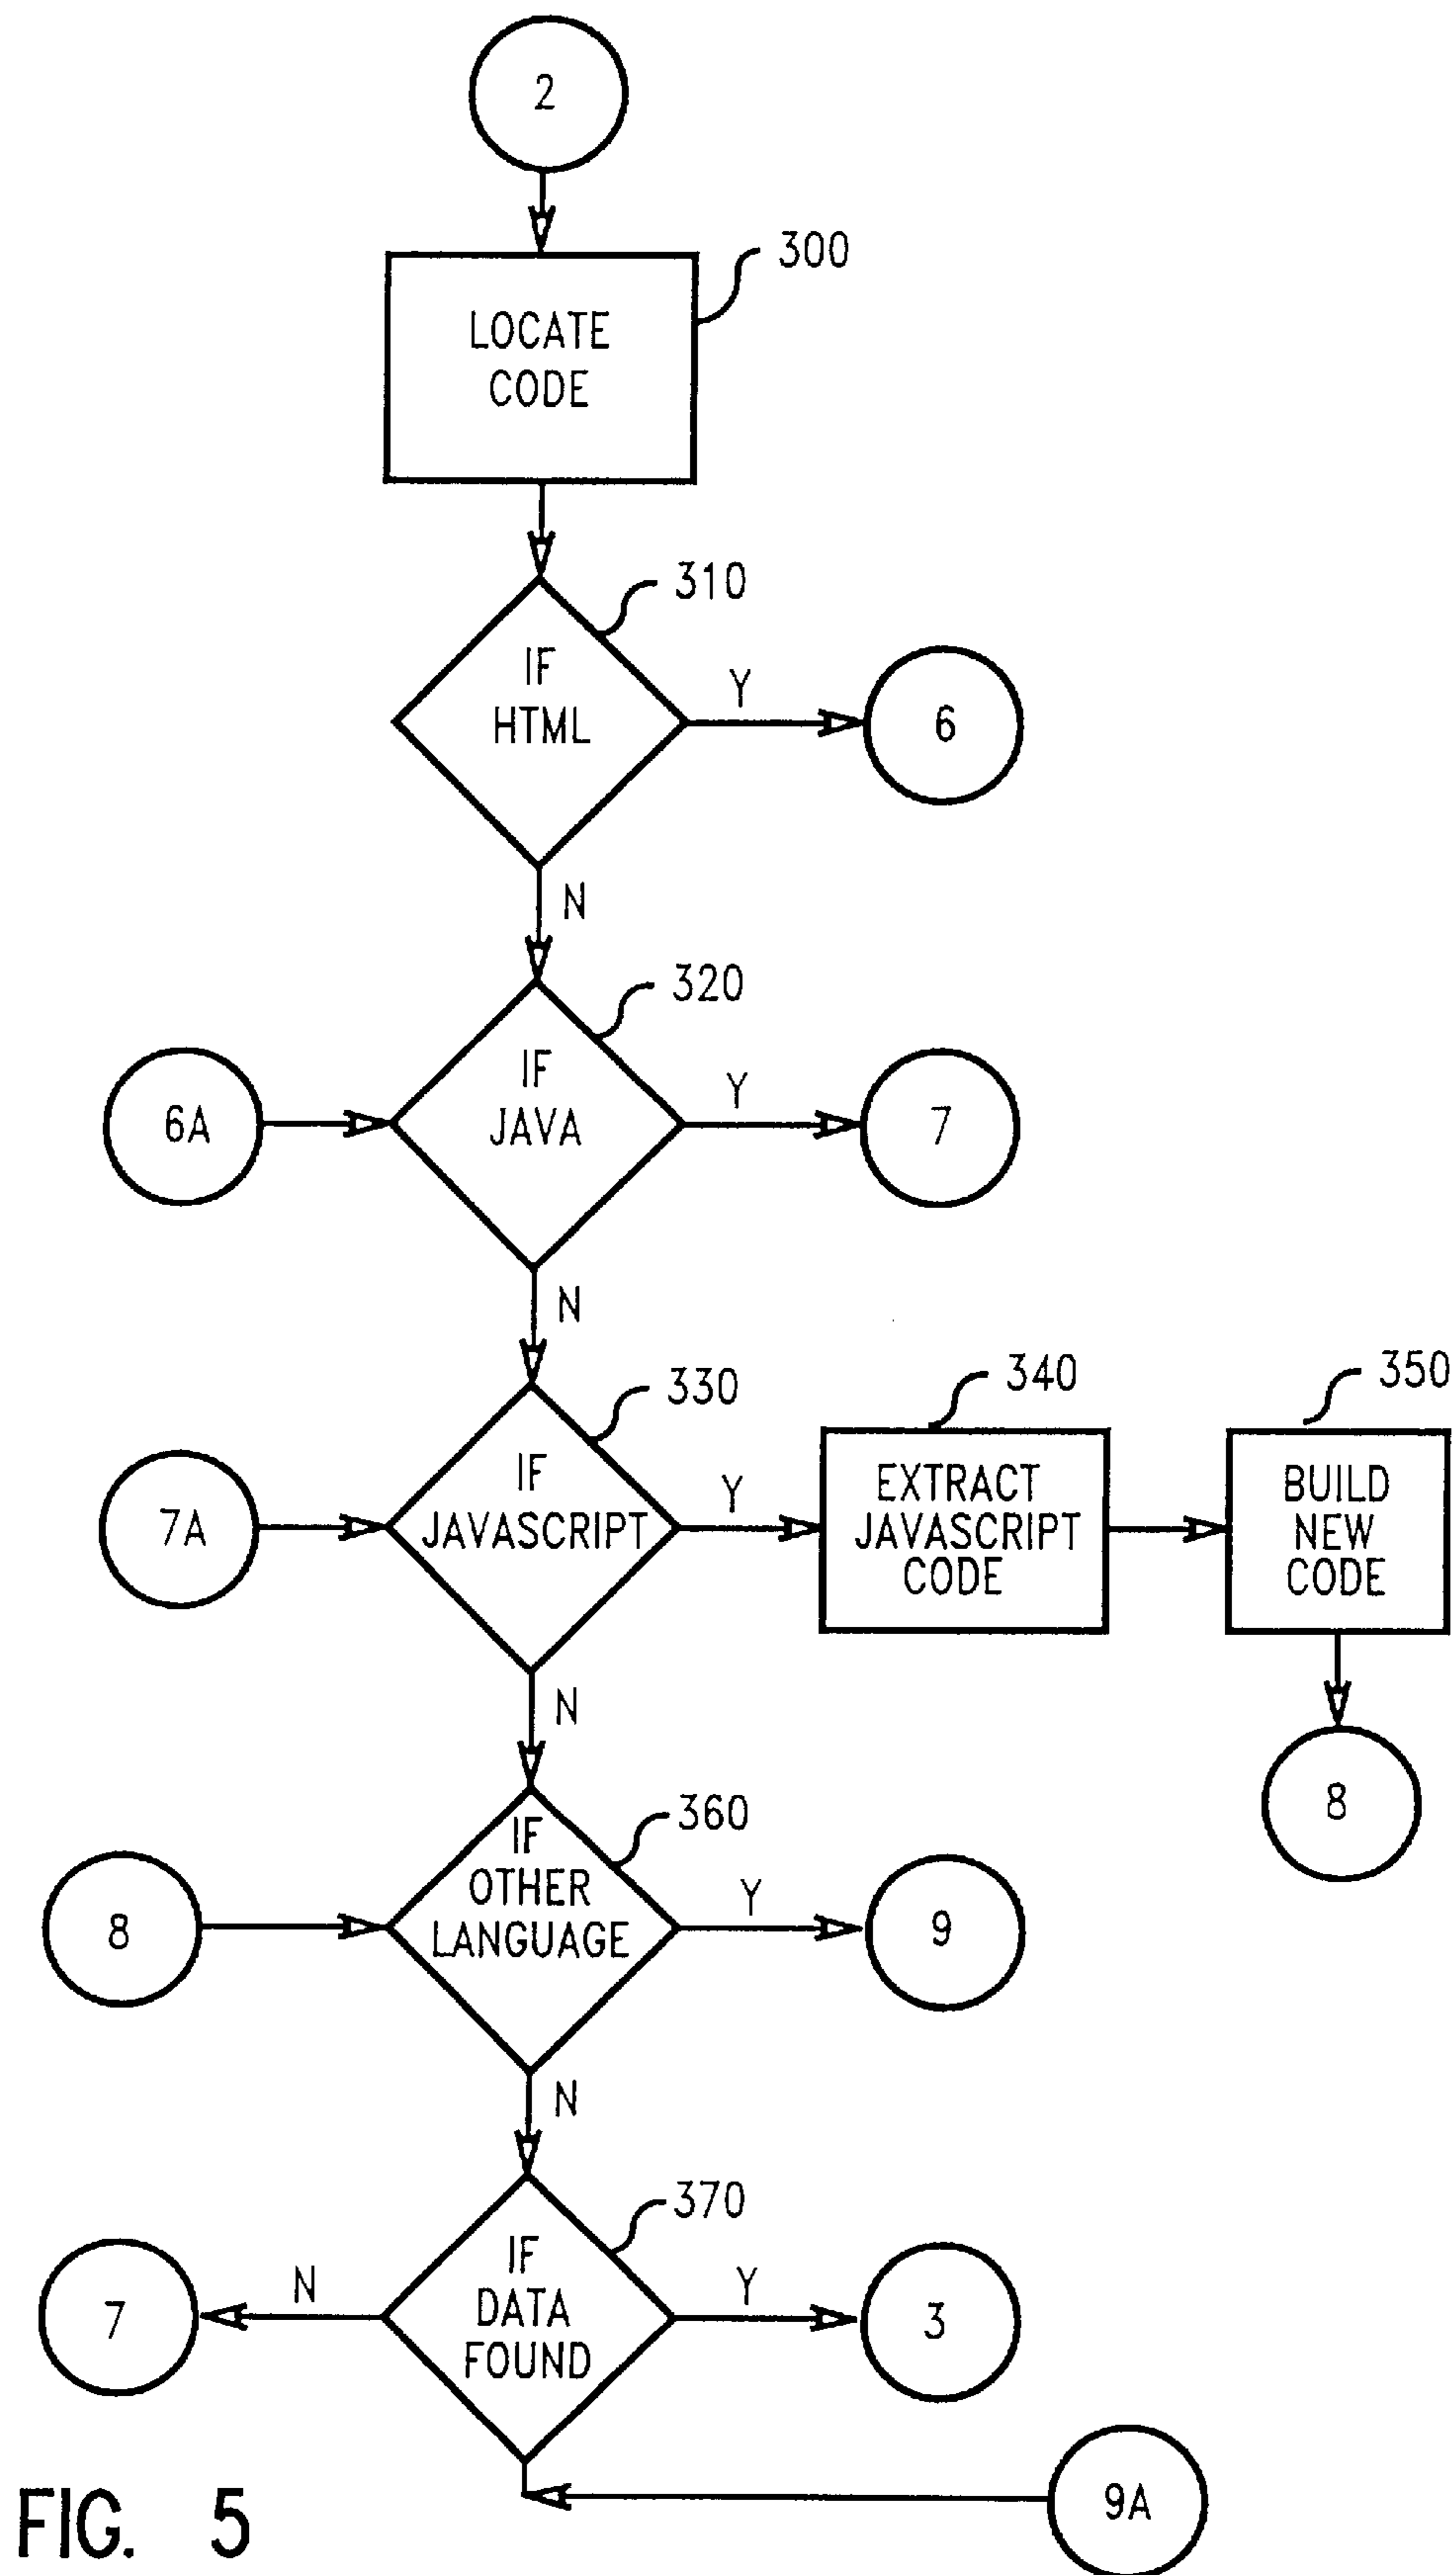 2
300
LOCATE
CODE
310
IF
HTML
Y
6
N
320
6A
IF
JAVA
Y
7
N
330
7A
IF
JAVASCRIPT
Y
340
EXTRACT
JAVASCRIPT
CODE
350
BUILD
NEW
CODE
8
N
360
8
IF
OTHER
LANGUAGE
Y
9
N
370
7
N
IF
DATA
FOUND
Y
3
9A
FIG. 5